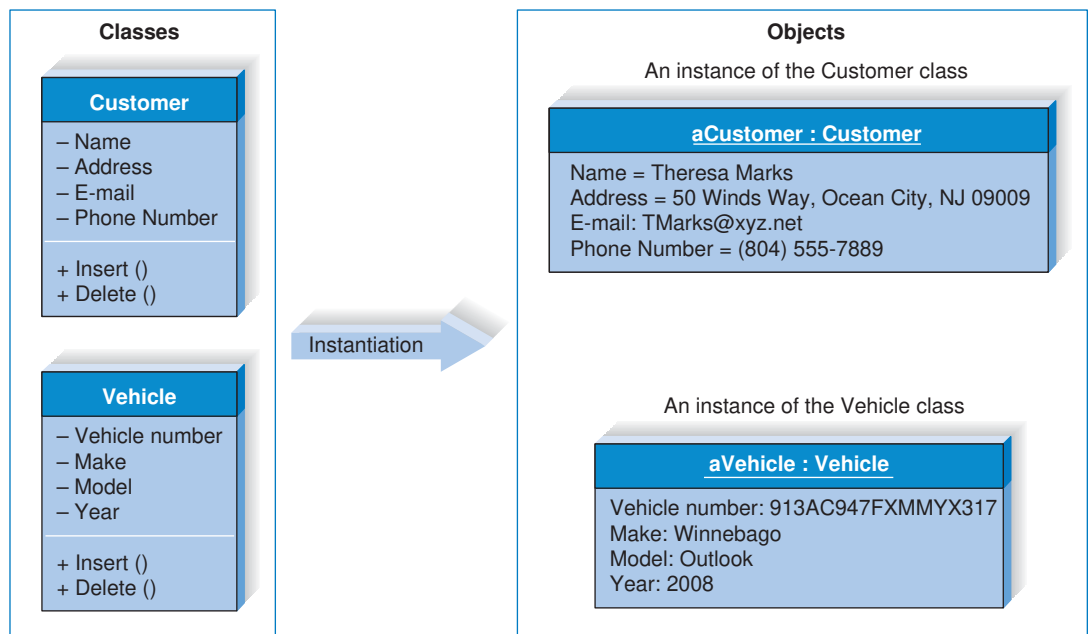 Classes
Customer
– Name
– Address
– E-mail
– Phone Number
+ Insert ()
+ Delete ()
Vehicle
– Vehicle number
– Make
– Model
– Year
+ Insert ()
+ Delete ()
Instantiation
Objects
An instance of the Customer class
aCustomer : Customer
Name = Theresa Marks
Address = 50 Winds Way, Ocean City, NJ 09009
E-mail: TMarks@xyz.net
Phone Number = (804) 555-7889
An instance of the Vehicle class
aVehicle : Vehicle
Vehicle number: 913AC947FXMMYX317
Make: Winnebago
Model: Outlook
Year: 2008